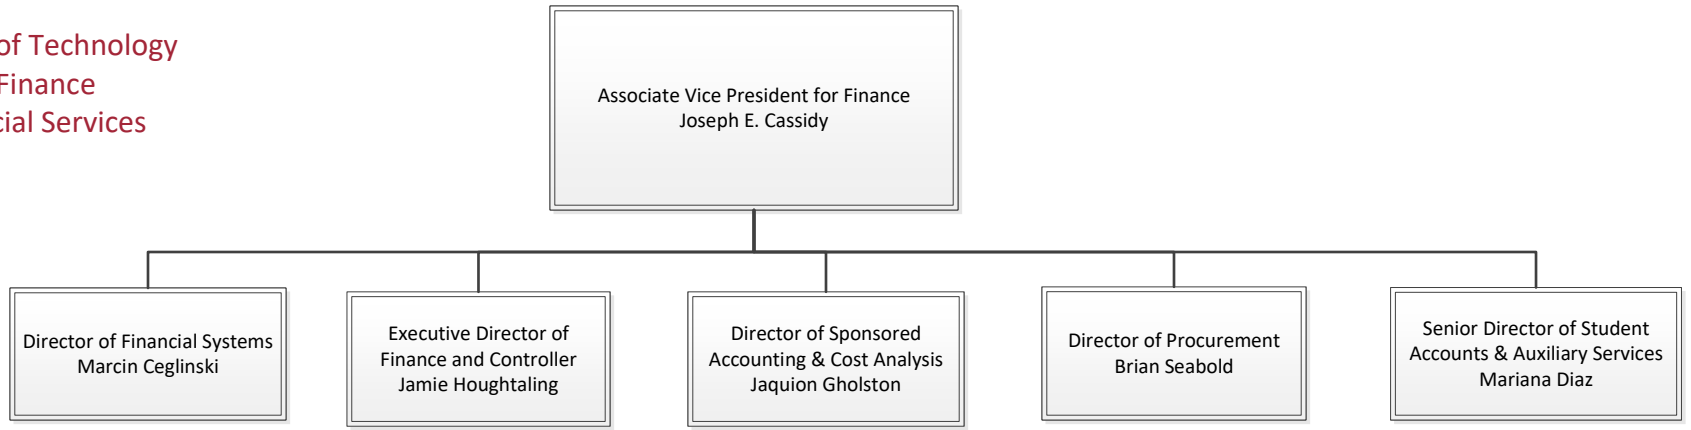 of Technology
Finance
cial Services
Associate Vice President for Finance
Joseph E. Cassidy
Director of Financial Systems
Marcin Ceglinski
Executive Director of
Finance and Controller
Jamie Houghtaling
Director of Sponsored
Accounting & Cost Analysis
Jaquion Gholston
Director of Procurement
Brian Seabold
Senior Director of Student
Accounts & Auxiliary Services
Mariana Diaz